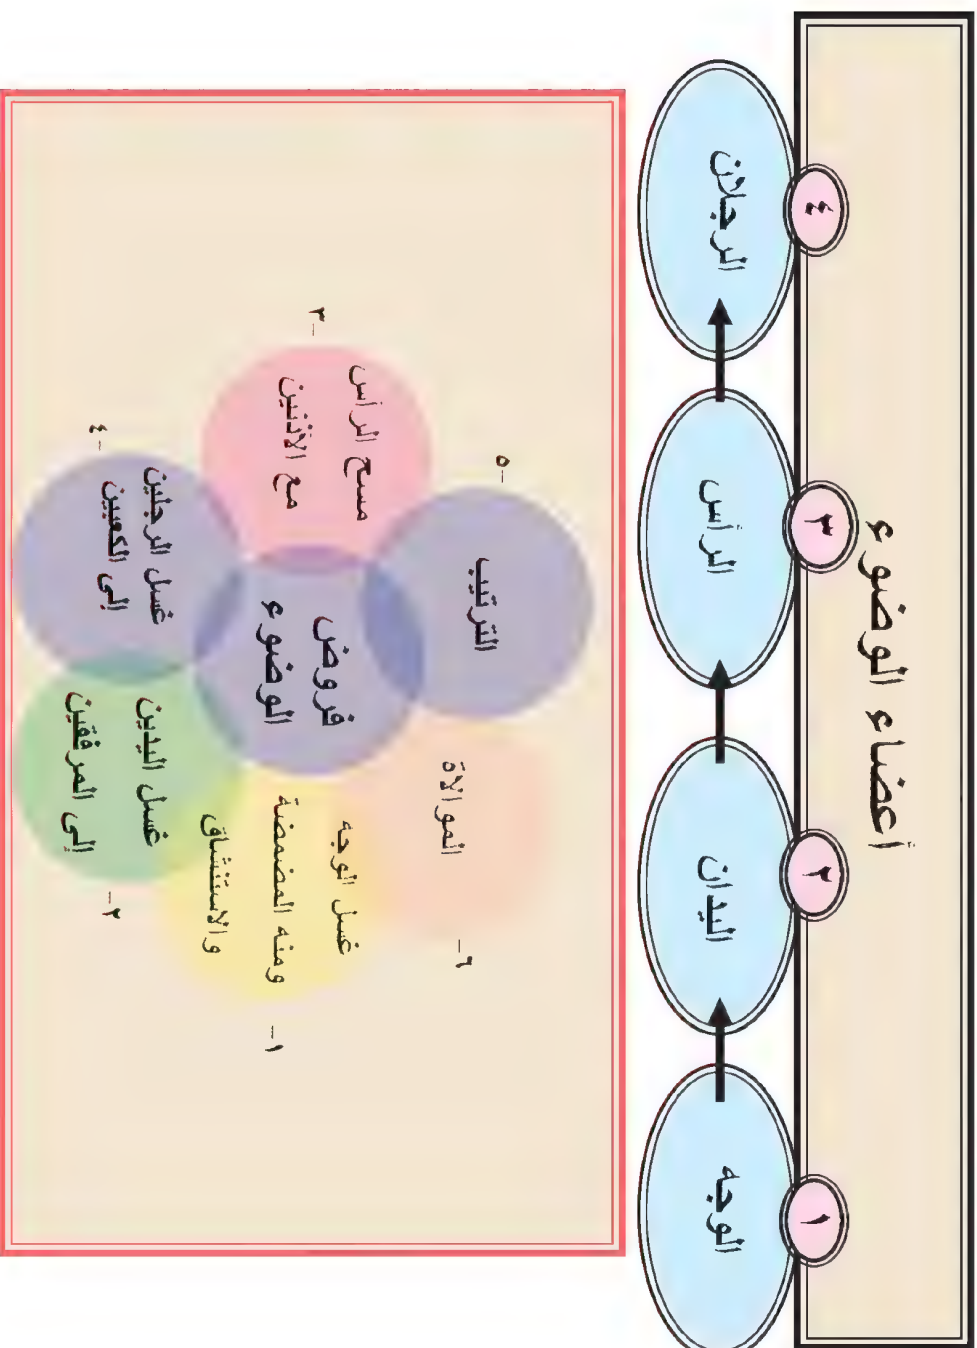 أعضاء الوضوء
١
الوجه
٢
اليدان
٣
الرأس
٤
الرجلان
فروض
الوضوء
١-
غسل الوجه
ومنه المضمضة
والاستنشاق
٢-
غسل اليدين
إلى المرفقين
٣-
مسح الرأس
مع الأذنين
٤-
غسل الرجلين
إلى الكعبين
٥-
الترتيب
٦-
الموالاة